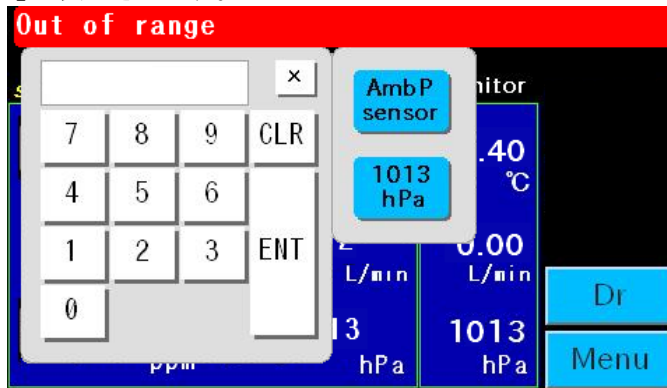 Out of range
×
AmbP
sensor
nitor
7 8 9 CLR
.40
℃
1013
hPa
4 5 6
1 2 3 ENT
0.00
L/min
L/min
0
Dr
13
1013
ppm
hPa
hPa
Menu